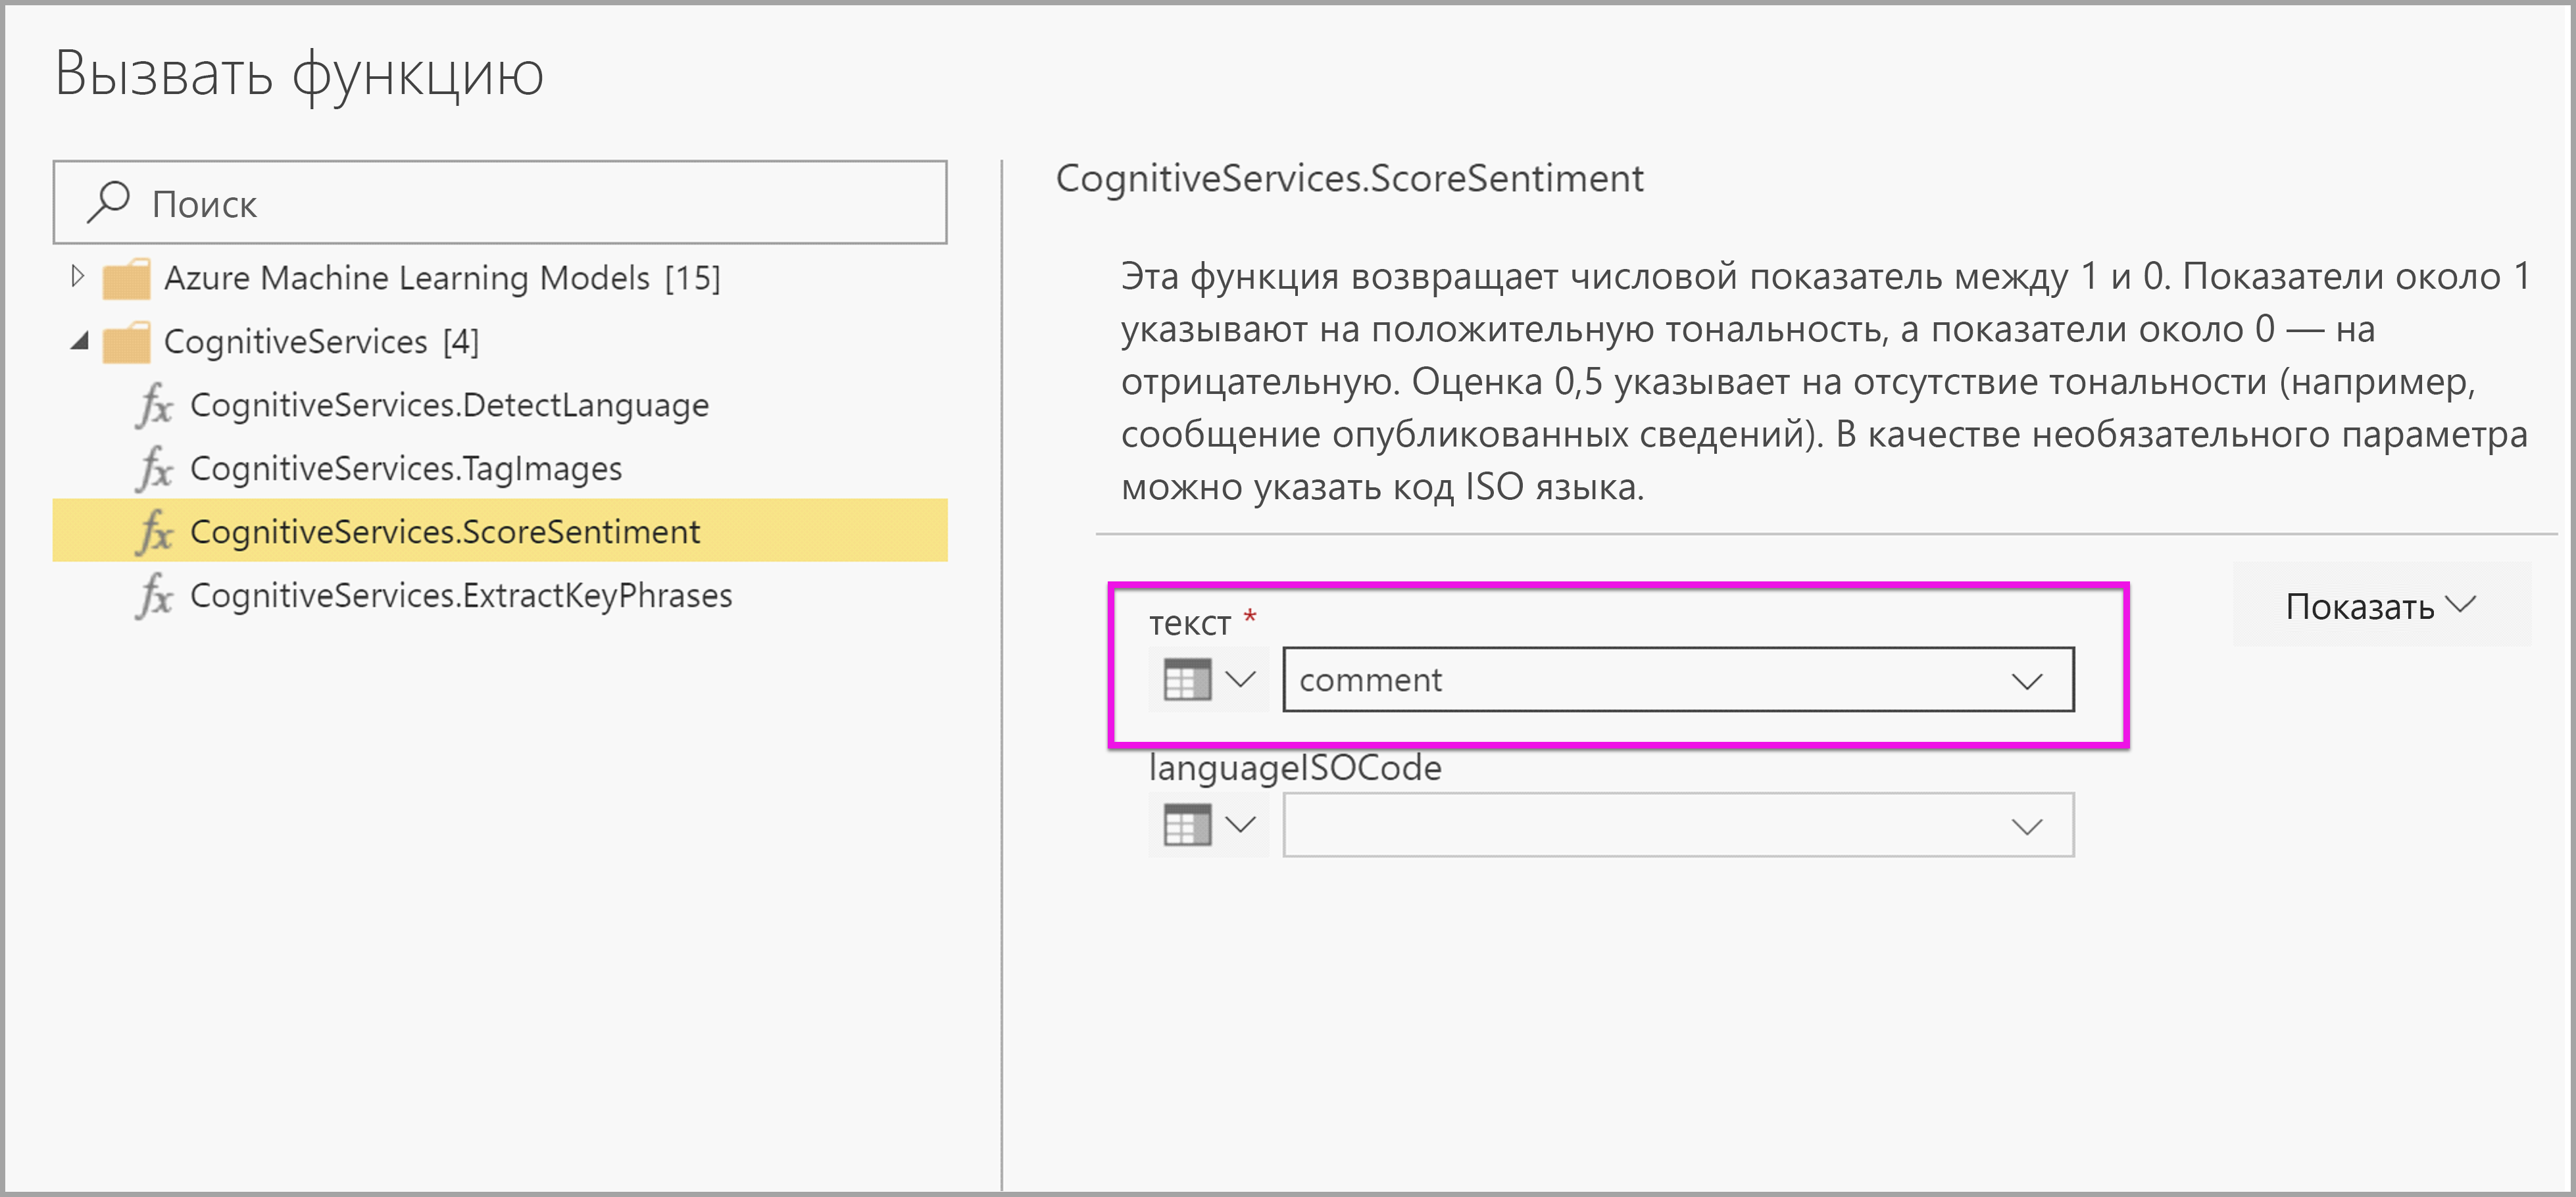 Вызвать функцию
Поиск
Azure Machine Learning Models [15]
CognitiveServices [4]
fx CognitiveServices.DetectLanguage
fx CognitiveServices.TagImages
fx CognitiveServices.ScoreSentiment
fx CognitiveServices.ExtractKeyPhrases
CognitiveServices.ScoreSentiment
Эта функция возвращает числовой показатель между 1 и 0. Показатели около 1
указывают на положительную тональность, а показатели около 0 — на
отрицательную. Оценка 0,5 указывает на отсутствие тональности (например,
сообщение опубликованных сведений). В качестве необязательного параметра
можно указать код ISO языка.
Показать
текст *
comment
languageISOCode